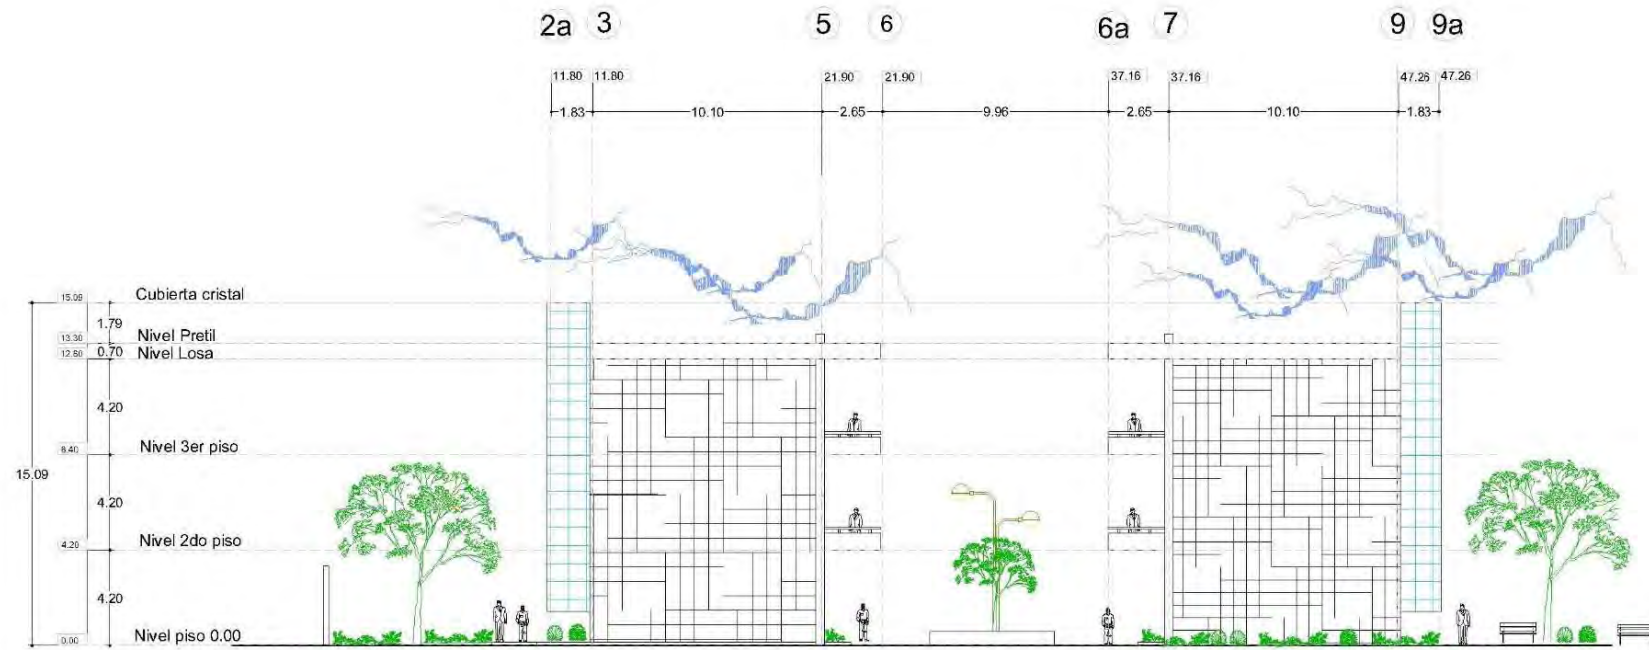 2a 3 5 6 6a 7 9 9a
11.80 11.80 21.90 21.90 37.16 37.16 47.26 47.26
1.83 10.10 2.65 9.96 2.65 10.10 1.83
15.09 Cubierta cristal
1.79
13.30 Nivel Pretil
12.60 0.70 Nivel Losa
4.20
8.40 Nivel 3er piso
15.09
4.20
4.20 Nivel 2do piso
4.20
0.00 Nivel piso 0.00